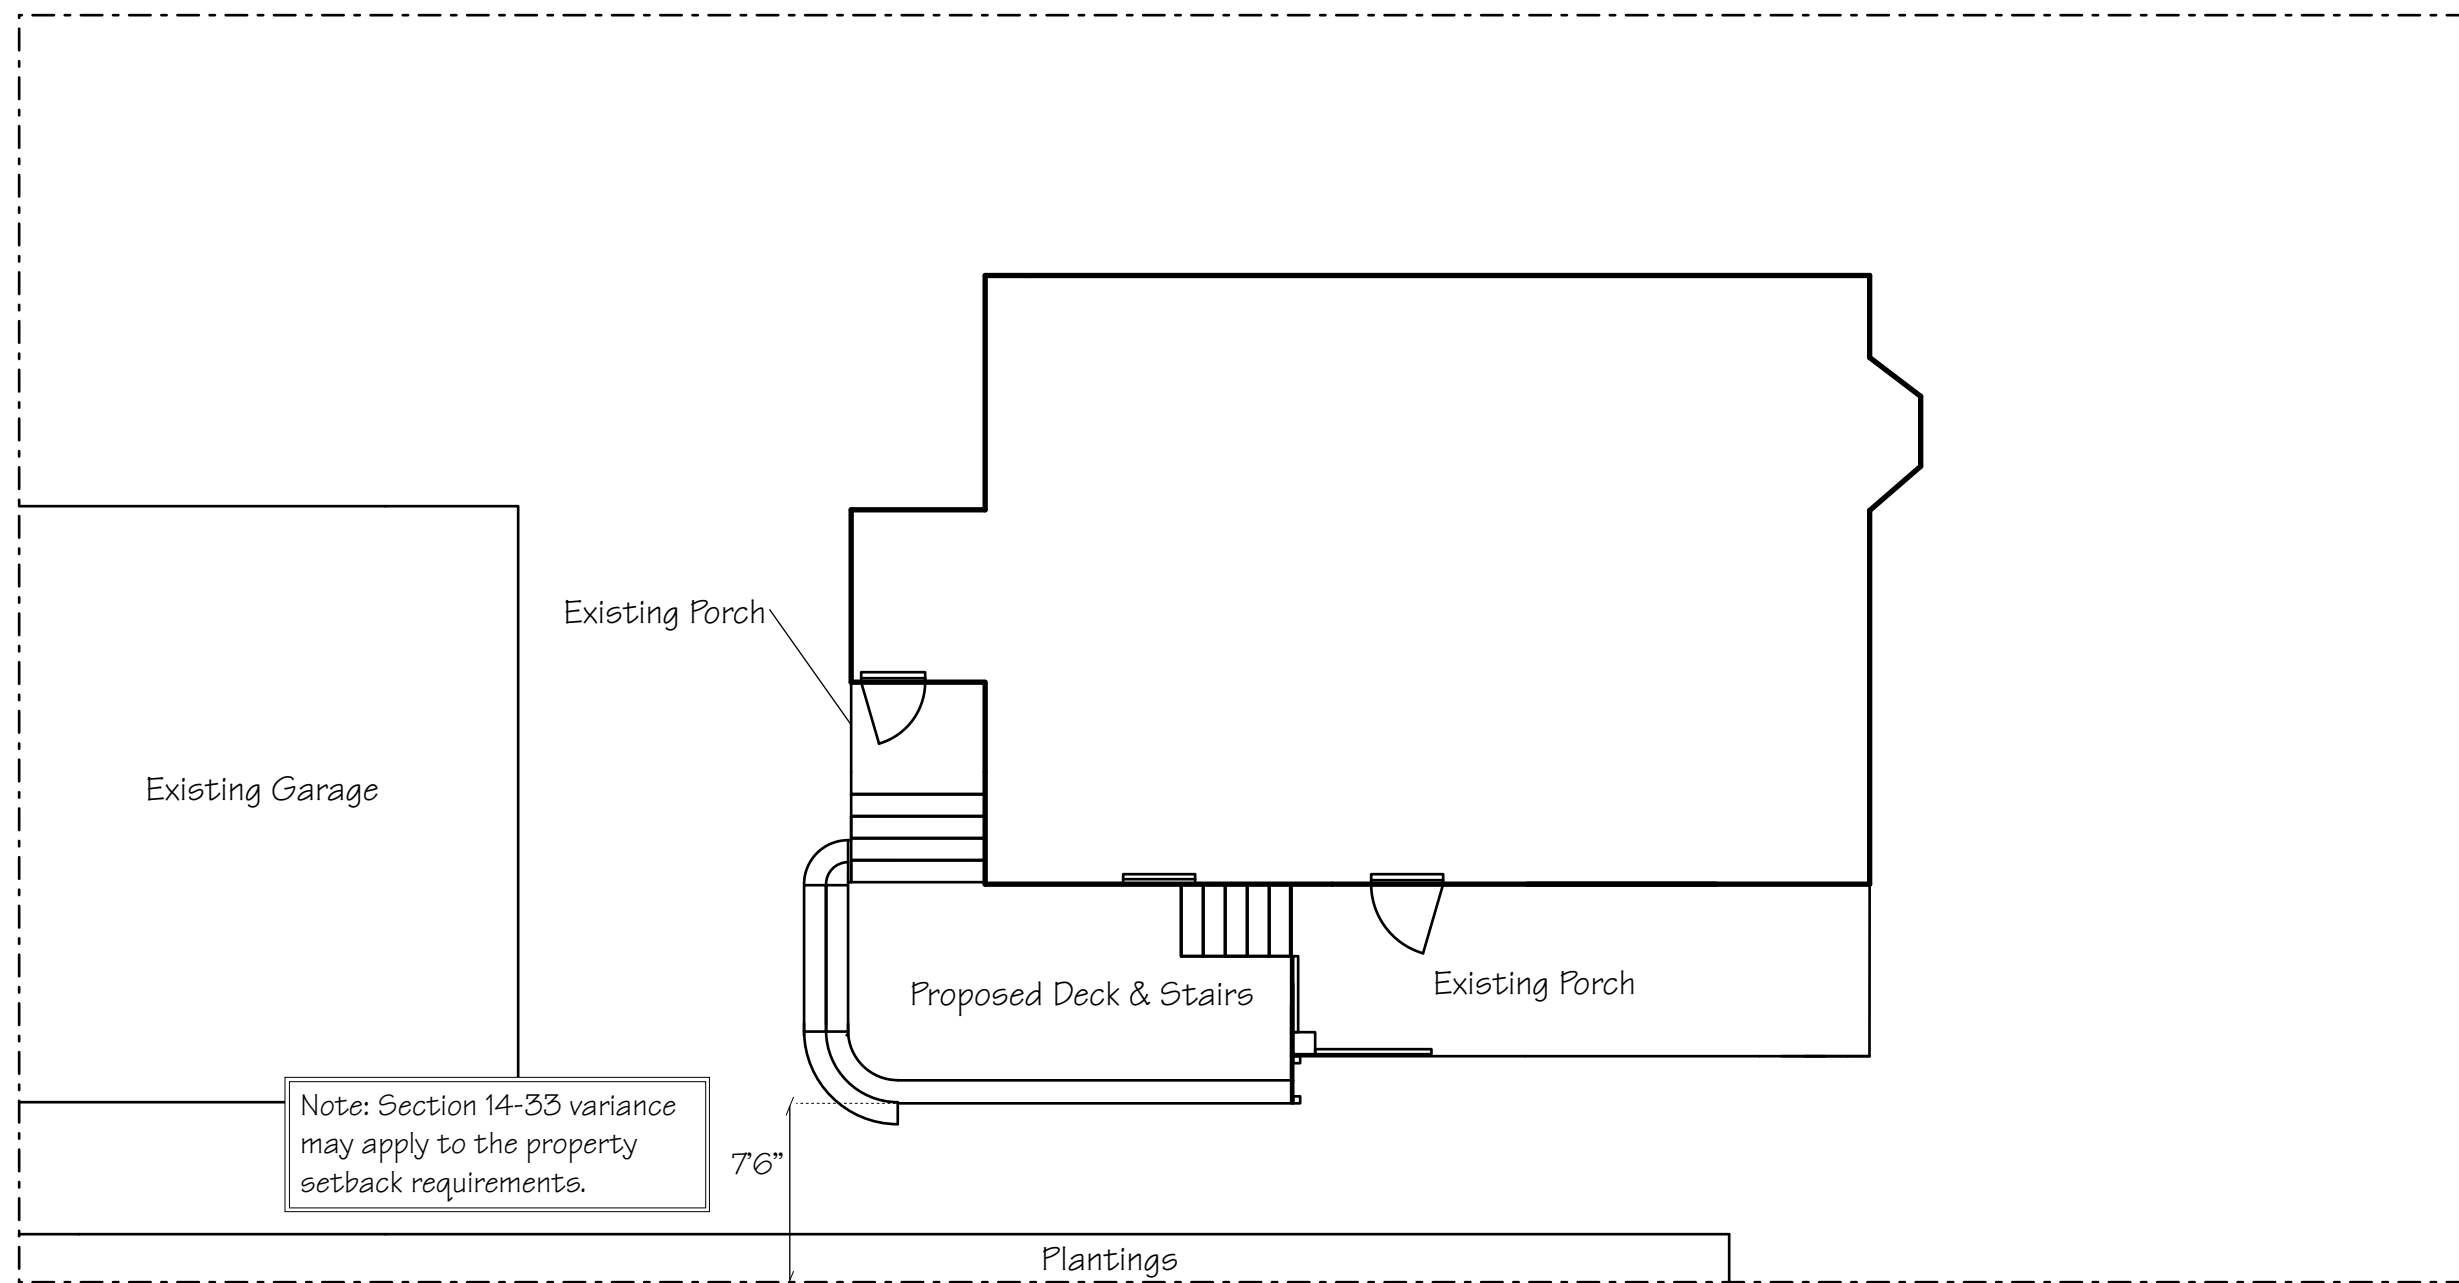 Existing Porch
Existing Garage
Proposed Deck & Stairs
Existing Porch
Note: Section 14-33 variance
may apply to the property
setback requirements.
7'6”
Plantings